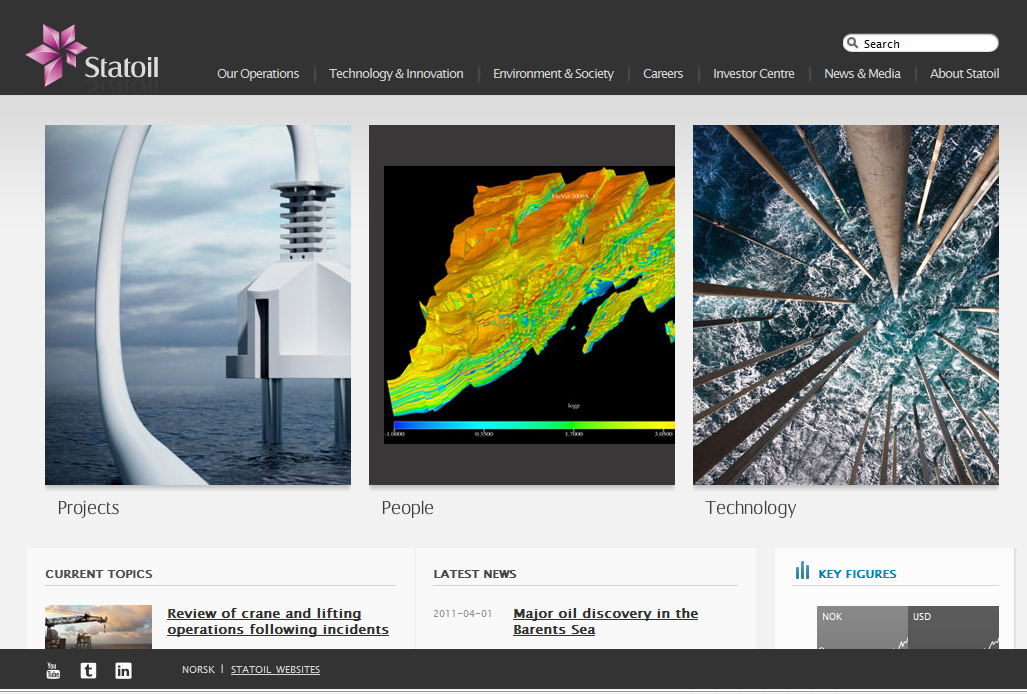 Statoil
Search
Our Operations
Technology & Innovation
Environment & Society
Careers
Investor Centre
News & Media
About Statoil
logp
-1.0000 0.3500 1.7000 3.0500
Projects
People
Technology
CURRENT TOPICS
Review of crane and lifting
operations following incidents
LATEST NEWS
2011-04-01
Major oil discovery in the
Barents Sea
KEY FIGURES
NOK
USD
You
Tube
t
in
NORSK | STATOIL WEBSITES